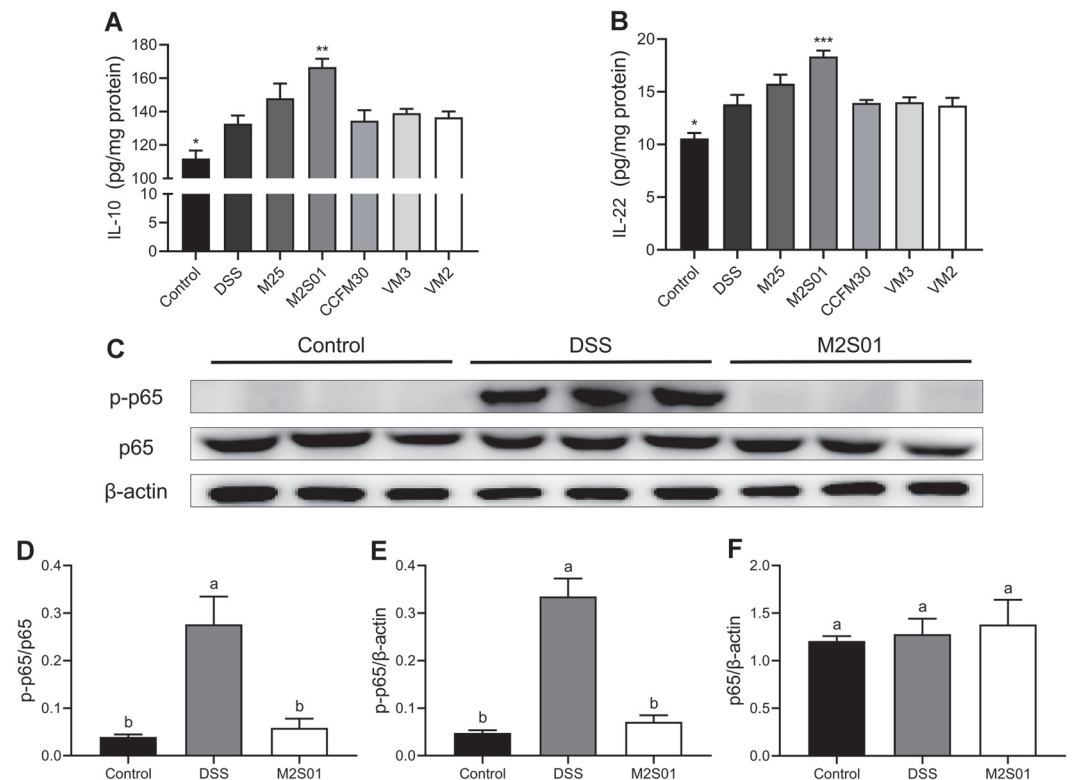 A
IL-10 (pg/mg protein)
180
160
140
120
100
10
5
0
*
**
Control
DSS
M25
M2S01
CCFM30
VM3
VM2
B
IL-22 (pg/mg protein)
20
15
10
5
0
*
***
Control
DSS
M25
M2S01
CCFM30
VM3
VM2
C
Control DSS M2S01
p-p65
p65
β-actin
D
p-p65/p65
0.4
0.3
0.2
0.1
0.0
b
a
b
Control DSS M2S01
E
p-p65/β-actin
0.4
0.3
0.2
0.1
0.0
b
a
b
Control DSS M2S01
F
p65/β-actin
2.0
1.5
1.0
0.5
0.0
a
a
a
Control DSS M2S01